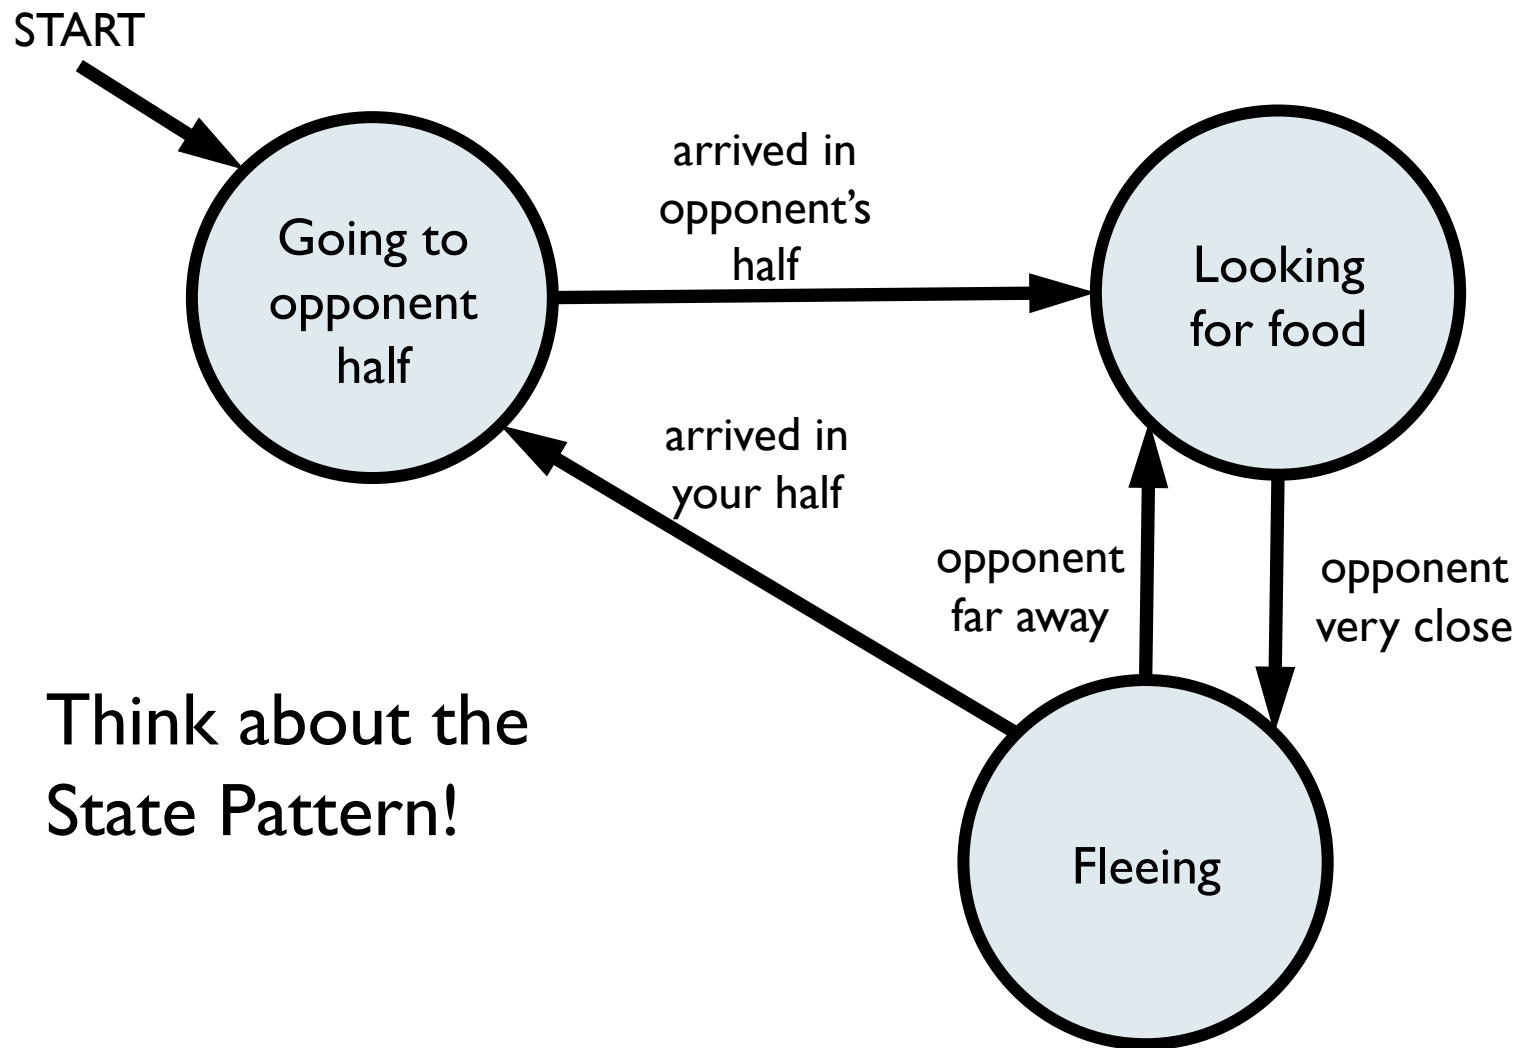 START
Going to
opponent
half
arrived in
opponent’s
half
Looking
for food
arrived in
your half
opponent
far away
opponent
very close
Think about the
State Pattern!
Fleeing